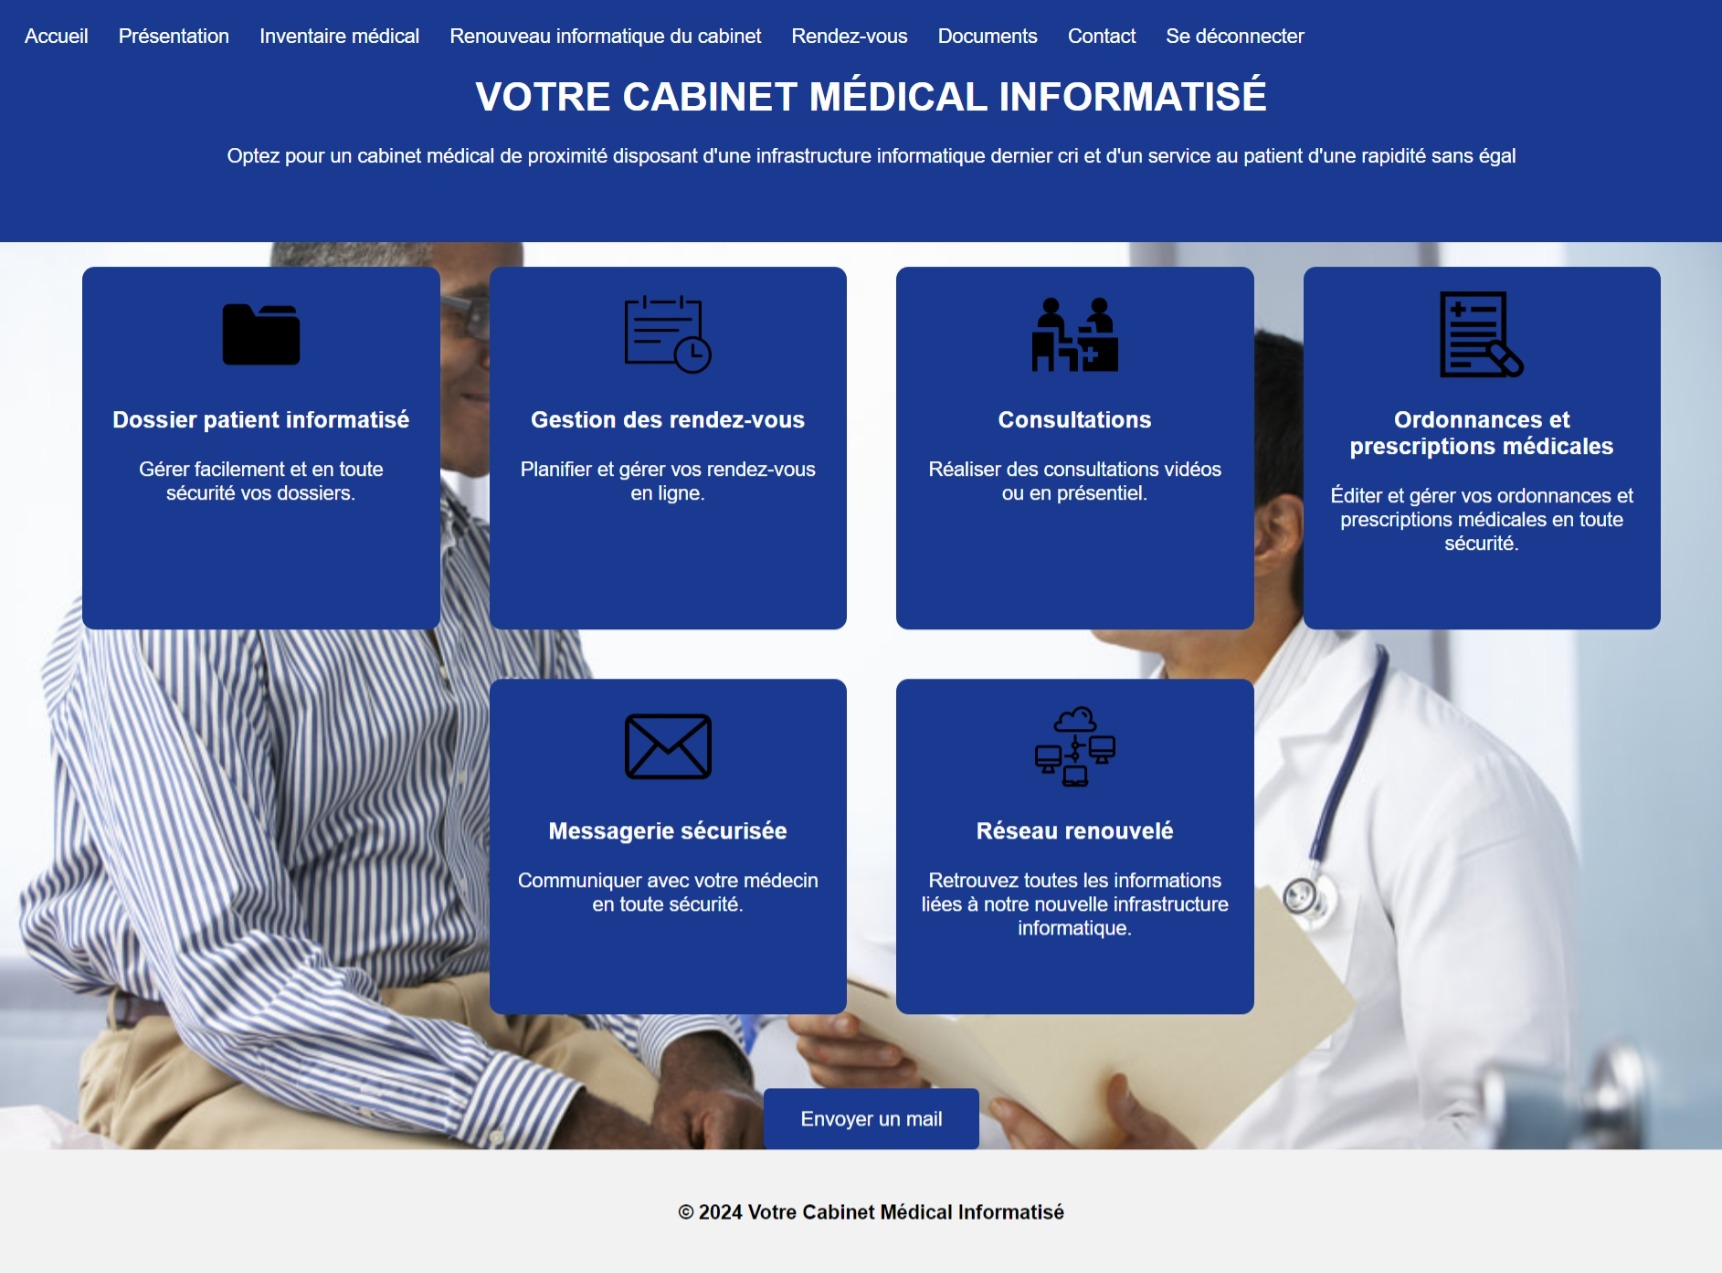 Accueil Présentation Inventaire médical Renouveau informatique du cabinet Rendez-vous Documents Contact Se déconnecter
VOTRE CABINET MÉDICAL INFORMATISÉ
Optez pour un cabinet médical de proximité disposant d'une infrastructure informatique dernier cri et d'un service au patient d'une rapidité sans égal
Dossier patient informatisé
Gérer facilement et en toute
sécurité vos dossiers.
Gestion des rendez-vous
Planifier et gérer vos rendez-vous
en ligne.
Consultations
Réaliser des consultations vidéos
ou en présentiel.
Ordonnances et
prescriptions médicales
Éditer et gérer vos ordonnances et
prescriptions médicales en toute
sécurité.
Messagerie sécurisée
Communiquer avec votre médecin
en toute sécurité.
Réseau renouvelé
Retrouvez toutes les informations
liées à notre nouvelle infrastructure
informatique.
Envoyer un mail
© 2024 Votre Cabinet Médical Informatisé